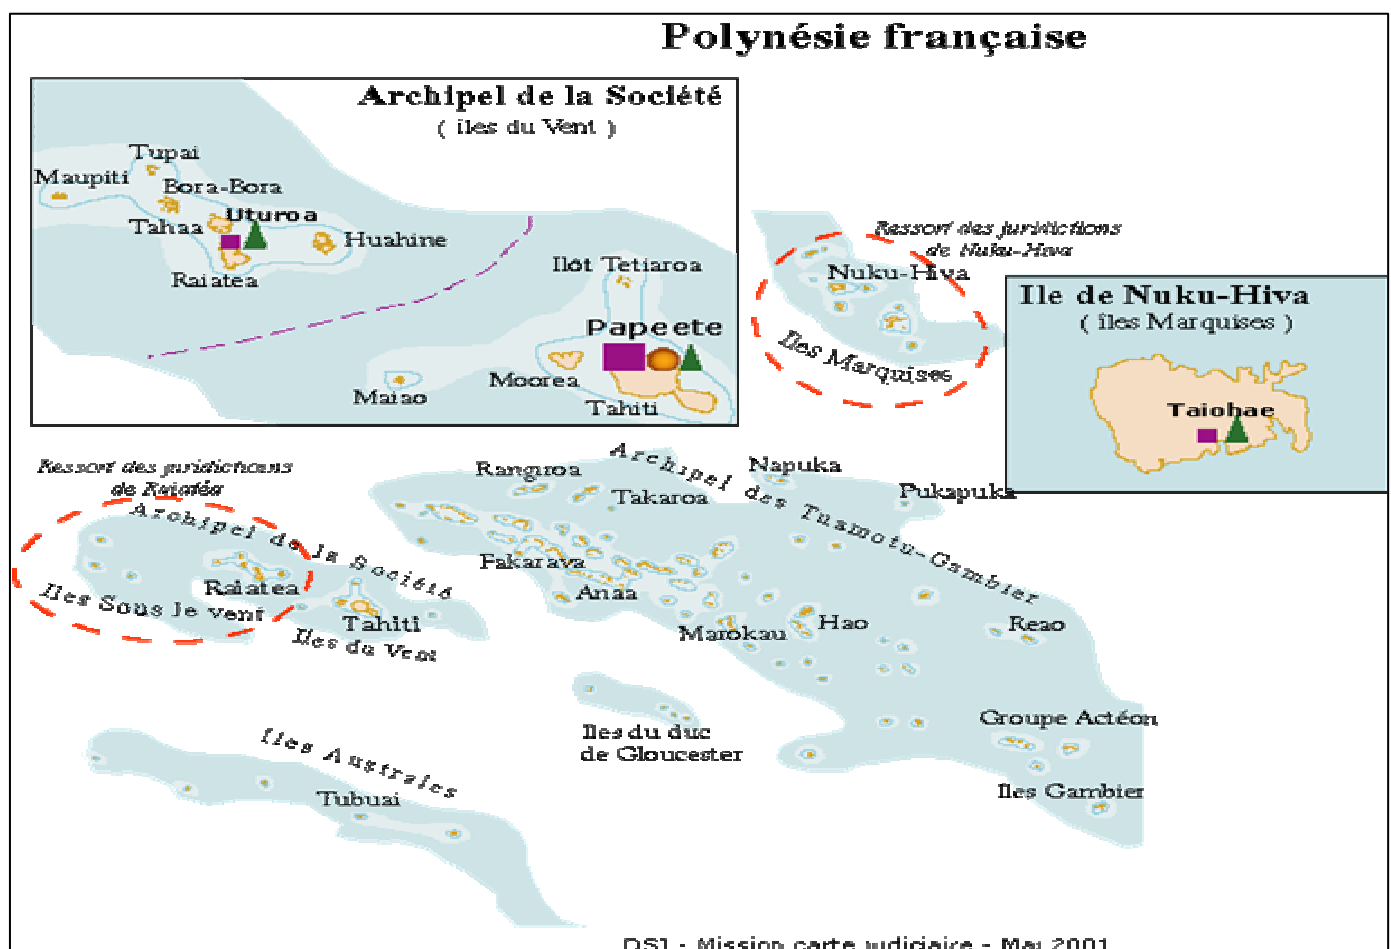 Polynésie française
Archipel de la Société
( îles du Vent )
Tupai
Maupiti
Bora-Bora
Uturoa
Tahaa
Huahine
Raiatea
Ilôt Tetiaroa
Papeete
Moorea
Maiao
Tahiti
Ressort des juridictions
de Nuku-Hiva
Nuku-Hiva
Iles Marquises
Ile de Nuku-Hiva
( îles Marquises )
Taiohae
Ressort des juridictions
de Raiatéa
Archipel de la Société
Raiatea
Iles Sous le vent
Tahiti
Iles du Vent
Archipel des Tuamotu-Gambier
Rangiroa
Takaroa
Napuka
Pukapuka
Fakarava
Anaa
Marokau
Hao
Reao
Groupe Actéon
Iles du duc
de Gloucester
Iles Gambier
Iles Australes
Tubuai
DSJ - Mission carte judiciaire - Mai 2001